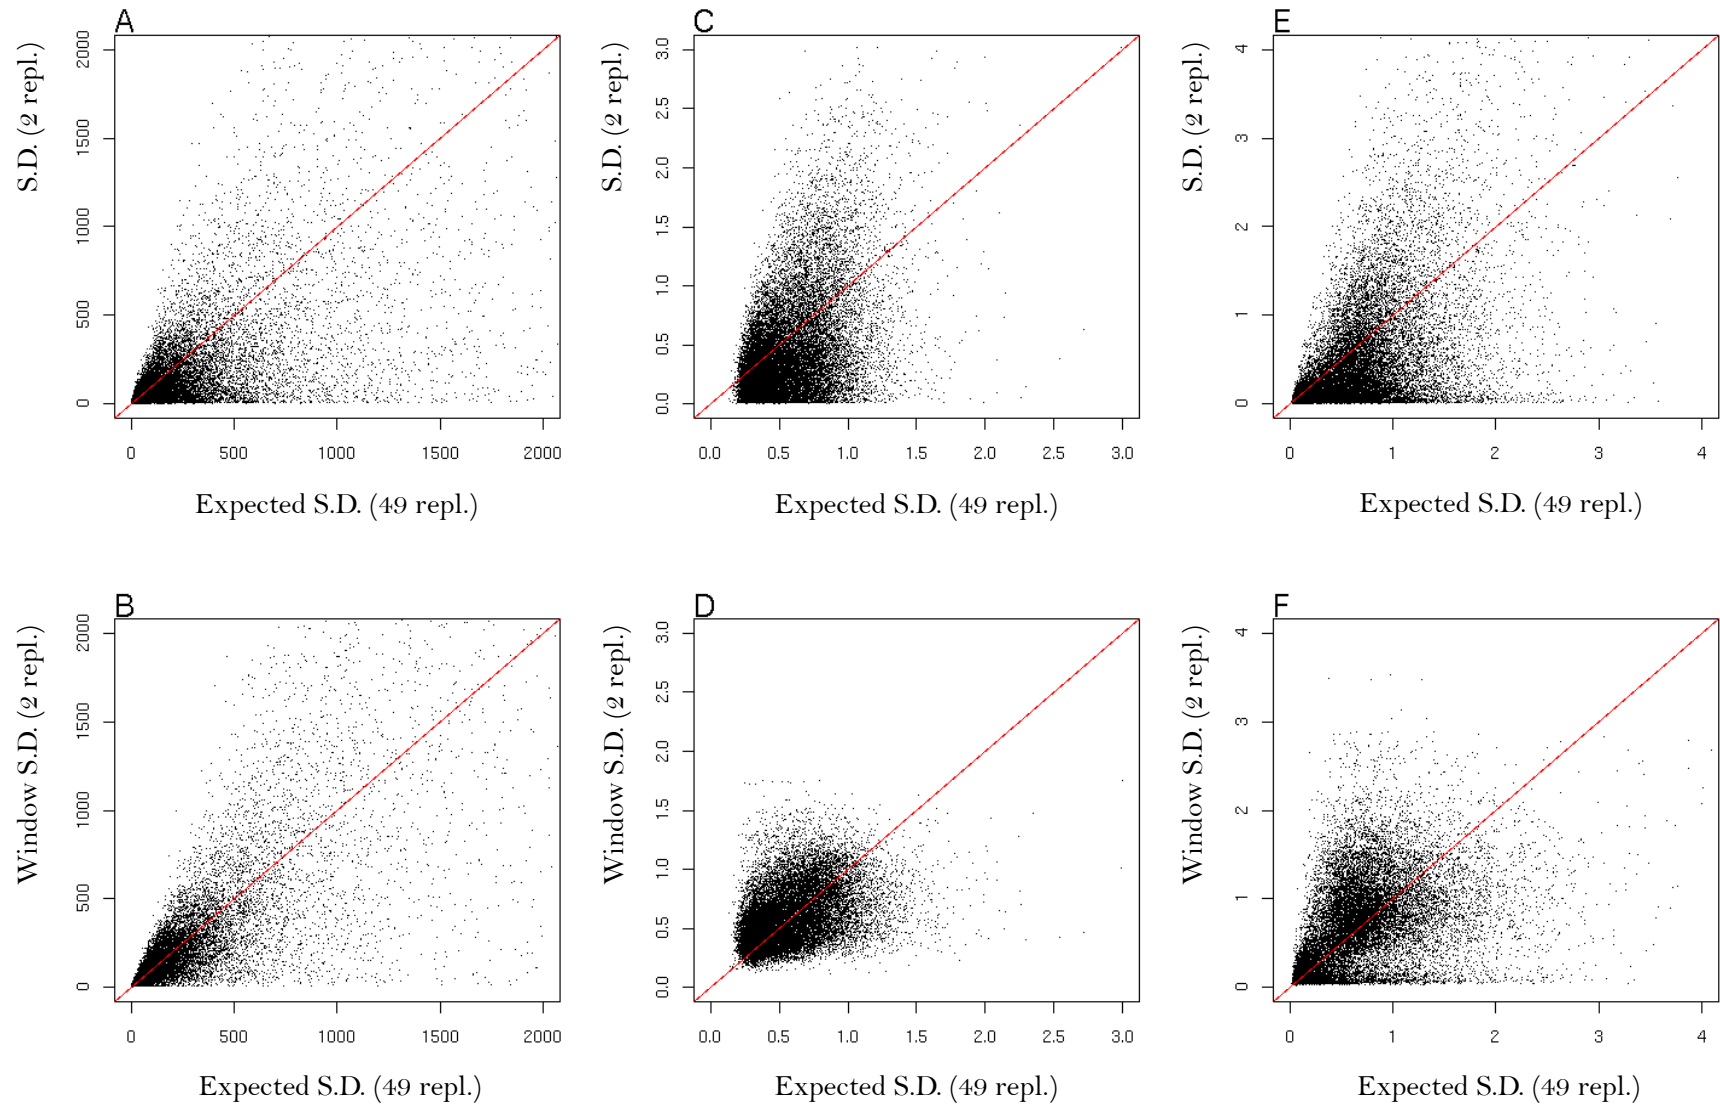 A
S.D. (2 repl.)
2000
1500
1000
500
0
0 500 1000 1500 2000
Expected S.D. (49 repl.)
C
S.D. (2 repl.)
3.0
2.5
2.0
1.5
1.0
0.5
0.0
0.0 0.5 1.0 1.5 2.0 2.5 3.0
Expected S.D. (49 repl.)
E
S.D. (2 repl.)
4
3
2
1
0
0 1 2 3 4
Expected S.D. (49 repl.)
B
Window S.D. (2 repl.)
2000
1500
1000
500
0
0 500 1000 1500 2000
Expected S.D. (49 repl.)
D
Window S.D. (2 repl.)
3.0
2.5
2.0
1.5
1.0
0.5
0.0
0.0 0.5 1.0 1.5 2.0 2.5 3.0
Expected S.D. (49 repl.)
F
Window S.D. (2 repl.)
4
3
2
1
0
0 1 2 3 4
Expected S.D. (49 repl.)